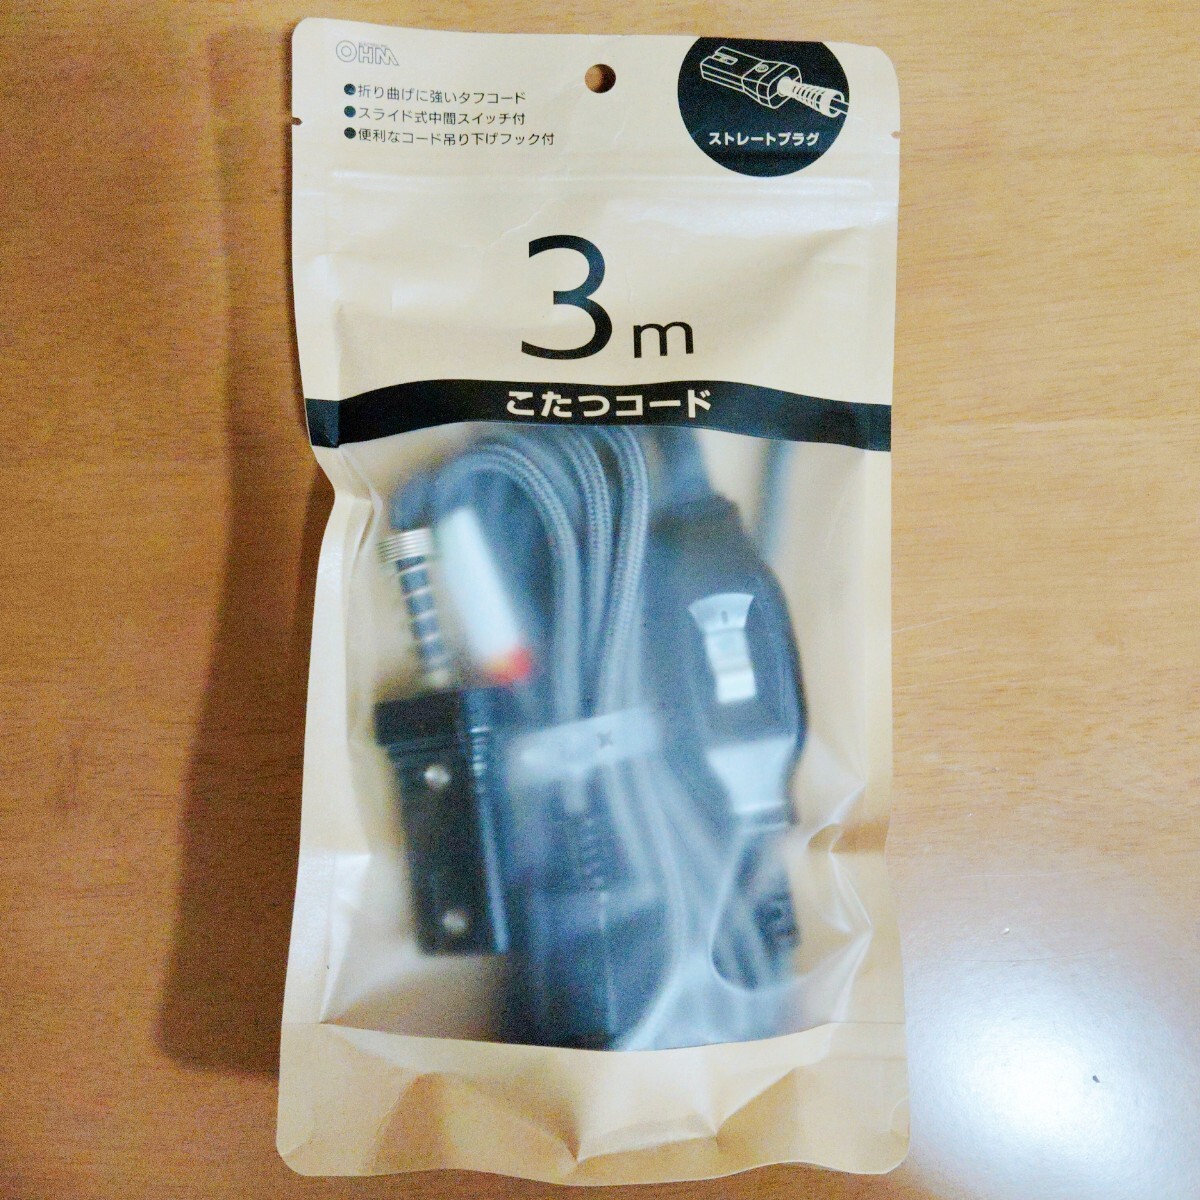 OHM
●折り曲げに強いタフコード
●スライド式中間スイッチ付
●便利なコード吊り下げフック付
ストレートプラグ
3m
こたつコード